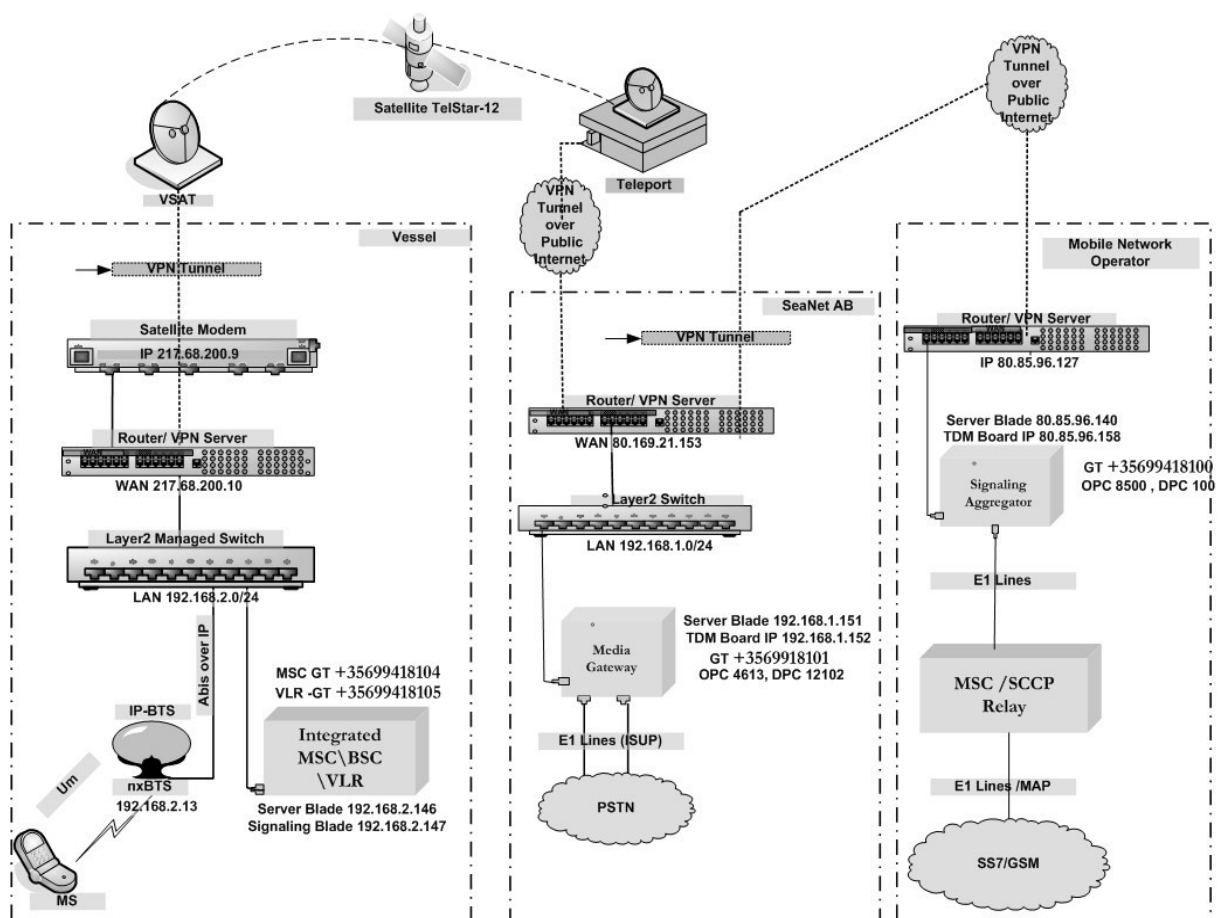 Satellite TelStar-12
VSAT
Teleport
VPN
Tunnel
over
Public
Internet
VPN
Tunnel
over
Public
Internet
Vessel
VPN Tunnel
Satellite Modem
IP 217.68.200.9
Router/ VPN Server
WAN
WAN 217.68.200.10
Layer2 Managed Switch
LAN 192.168.2.0/24
Abis over IP
MSC GT +35699418104
VLR -GT +35699418105
IP-BTS
nxBTS
192.168.2.13
Integrated
MSC\BSC
\VLR
Server Blade 192.168.2.146
Signaling Blade 192.168.2.147
Um
MS
SeaNet AB
VPN Tunnel
Router/ VPN Server
WAN
WAN 80.169.21.153
Layer2 Switch
LAN 192.168.1.0/24
Server Blade 192.168.1.151
TDM Board IP 192.168.1.152
Media
Gateway
GT +3569918101
OPC 4613, DPC 12102
E1 Lines (ISUP)
PSTN
Mobile Network
Operator
Router/ VPN Server
WAN
IP 80.85.96.127
Server Blade 80.85.96.140
TDM Board IP 80.85.96.158
Signaling
Aggregator
GT +35699418100
OPC 8500 , DPC 100
E1 Lines
MSC /SCCP
Relay
E1 Lines /MAP
SS7/GSM